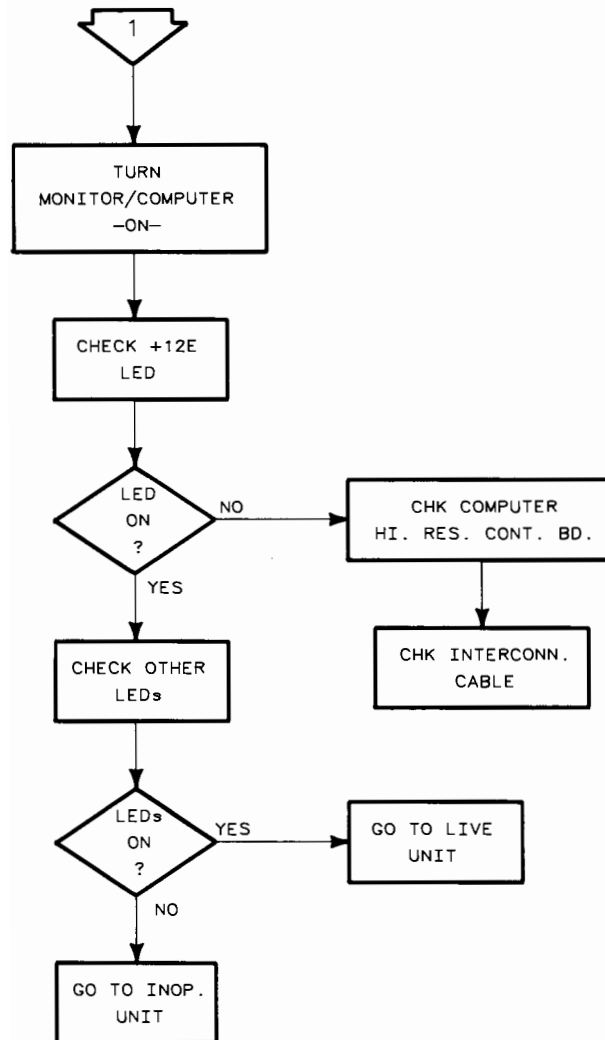 1
TURN
MONITOR/COMPUTER
—ON—
CHECK +12E
LED
LED
ON
?
NO
CHK COMPUTER
HI. RES. CONT. BD.
YES
CHK INTERCONN.
CABLE
CHECK OTHER
LEDs
LEDs
ON
?
YES
GO TO LIVE
UNIT
NO
GO TO INOP.
UNIT